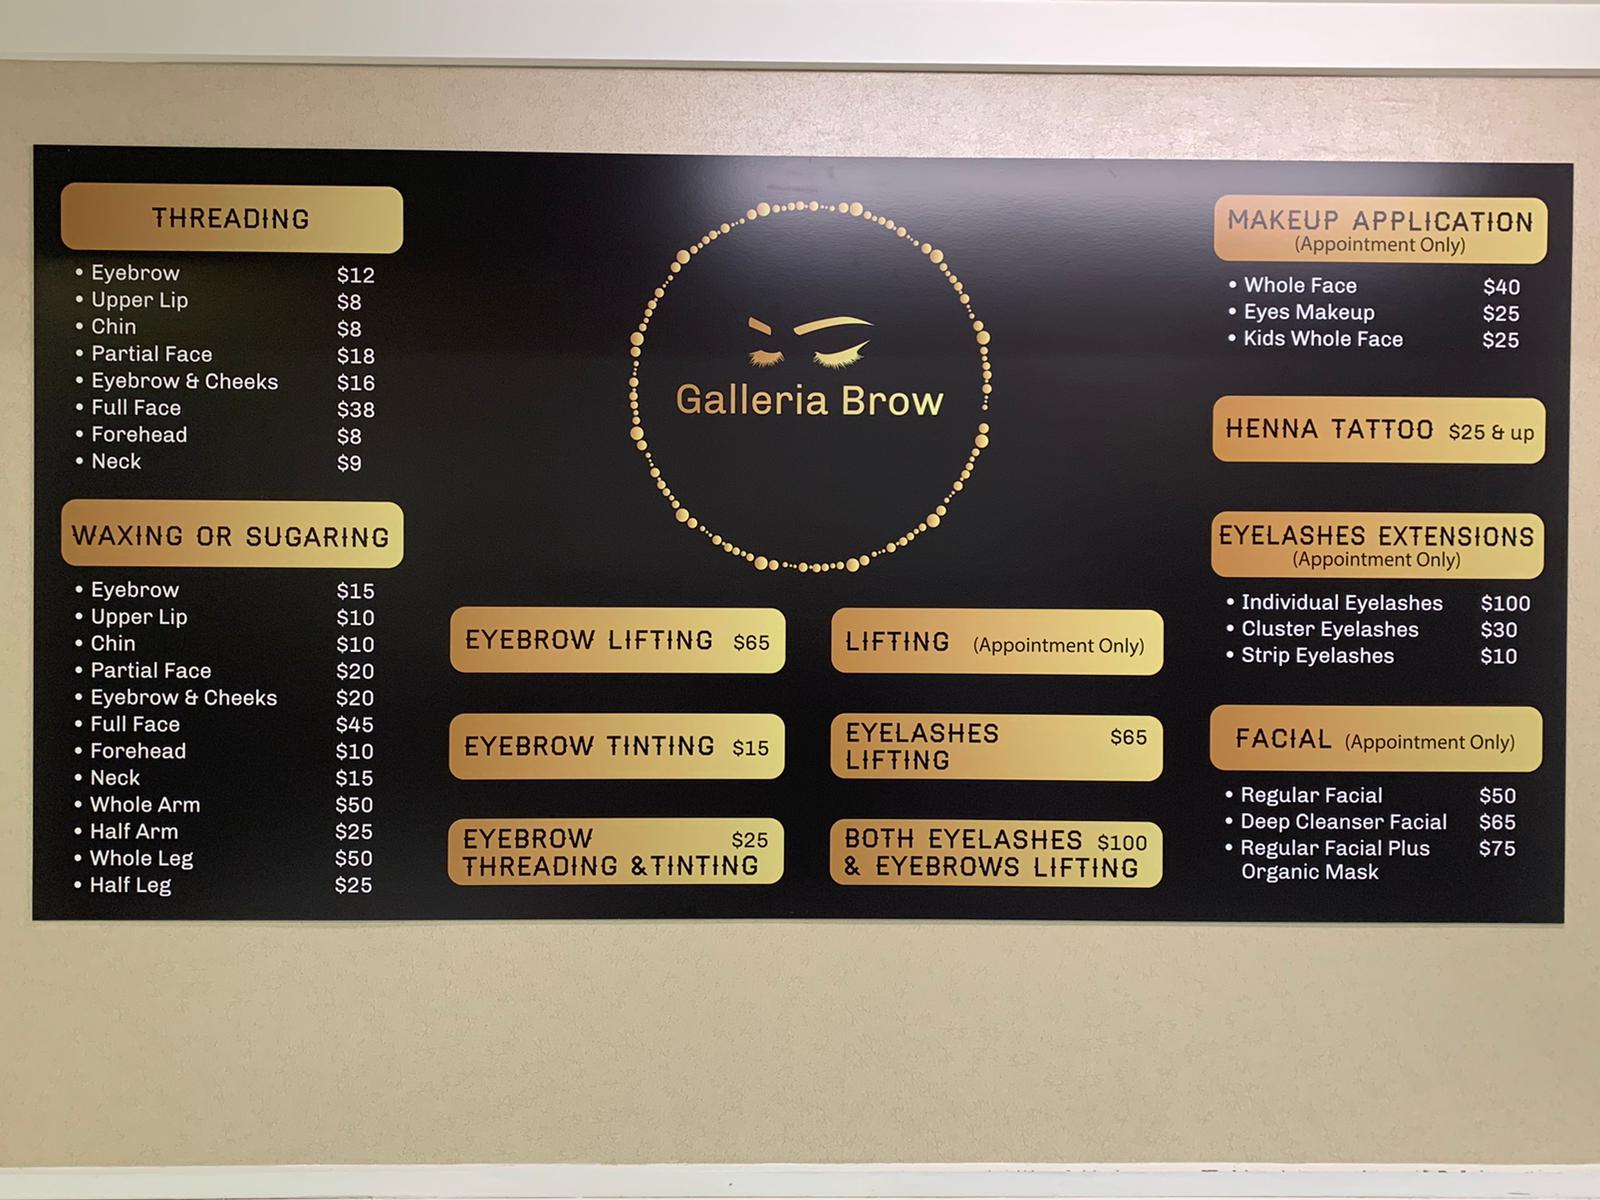 THREADING
• Eyebrow $12
• Upper Lip $8
• Chin $8
• Partial Face $18
• Eyebrow & Cheeks $16
• Full Face $38
• Forehead $8
• Neck $9
WAXING OR SUGARING
• Eyebrow $15
• Upper Lip $10
• Chin $10
• Partial Face $20
• Eyebrow & Cheeks $20
• Full Face $45
• Forehead $10
• Neck $15
• Whole Arm $50
• Half Arm $25
• Whole Leg $50
• Half Leg $25
Galleria Brow
EYEBROW LIFTING $65
EYEBROW TINTING $15
EYEBROW $25
THREADING &TINTING
LIFTING (Appointment Only)
EYELASHES $65
LIFTING
BOTH EYELASHES $100
& EYEBROWS LIFTING
MAKEUP APPLICATION
(Appointment Only)
• Whole Face $40
• Eyes Makeup $25
• Kids Whole Face $25
HENNA TATTOO $25 & up
EYELASHES EXTENSIONS
(Appointment Only)
• Individual Eyelashes $100
• Cluster Eyelashes $30
• Strip Eyelashes $10
FACIAL (Appointment Only)
• Regular Facial $50
• Deep Cleanser Facial $65
• Regular Facial Plus $75
Organic Mask